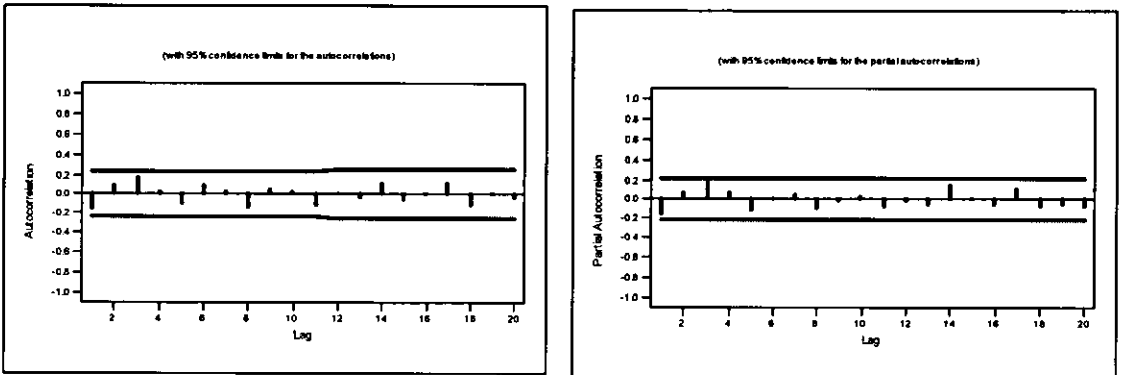 (with 95% confidence limits for the autocorrelations)
1.0
0.8
0.6
0.4
0.2
0.0
-0.2
-0.4
-0.6
-0.8
-1.0
Autocorrelation
2 4 6 8 10 12 14 16 18 20
Lag
(with 95% confidence limits for the partial autocorrelations)
1.0
0.8
0.6
0.4
0.2
0.0
-0.2
-0.4
-0.6
-0.8
-1.0
Partial Autocorrelation
2 4 6 8 10 12 14 16 18 20
Lag